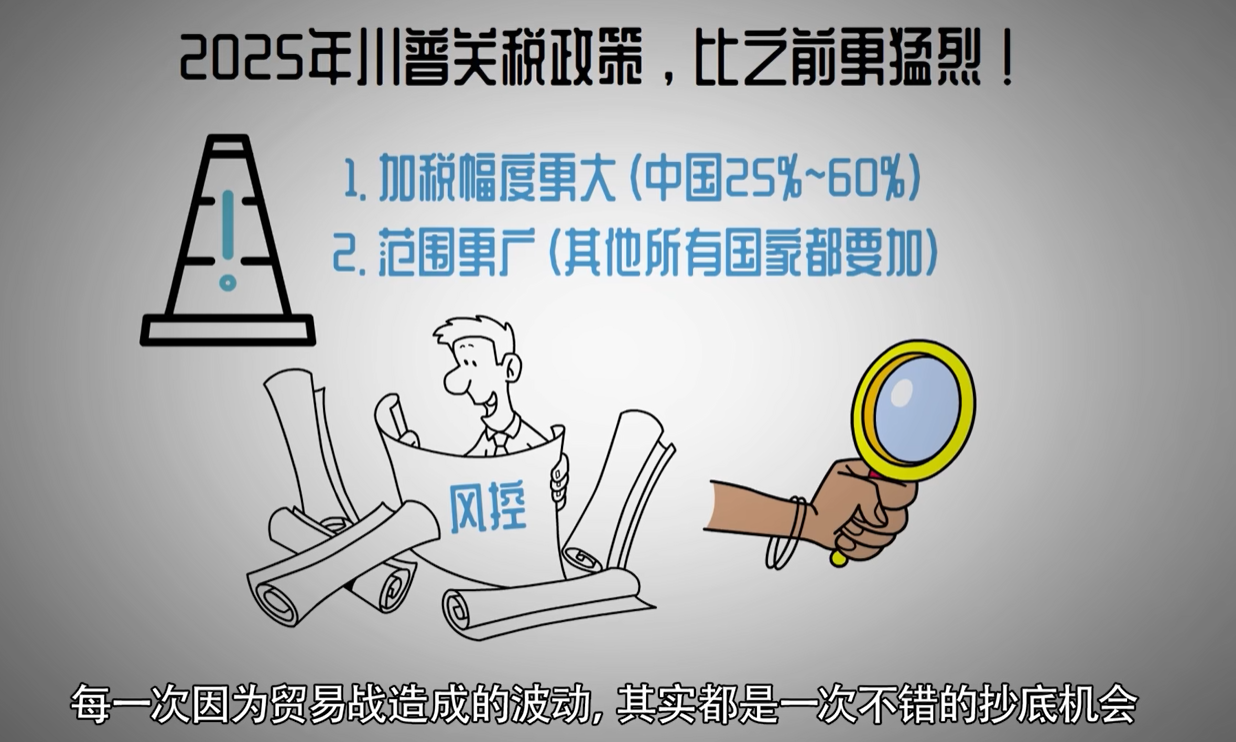 2025年川普关税政策，比之前更猛烈！
1. 加税幅度更大 (中国25%~60%)
2. 范围更广 (其他所有国家都要加)
风控
每一次因为贸易战造成的波动, 其实都是一次不错的抄底机会